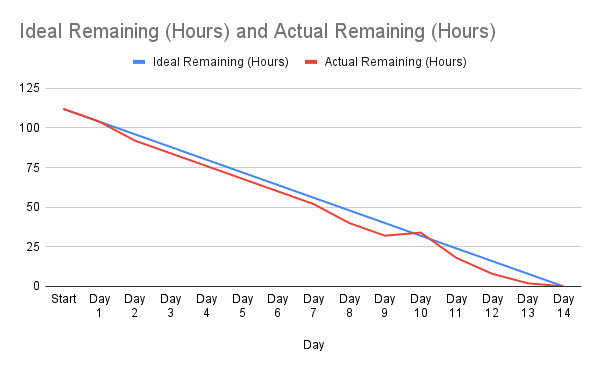 Ideal Remaining (Hours) and Actual Remaining (Hours)
Ideal Remaining (Hours) Actual Remaining (Hours)
125
100
75
50
25
0
Start Day 1 Day 2 Day 3 Day 4 Day 5 Day 6 Day 7 Day 8 Day 9 Day 10 Day 11 Day 12 Day 13 Day 14
Day